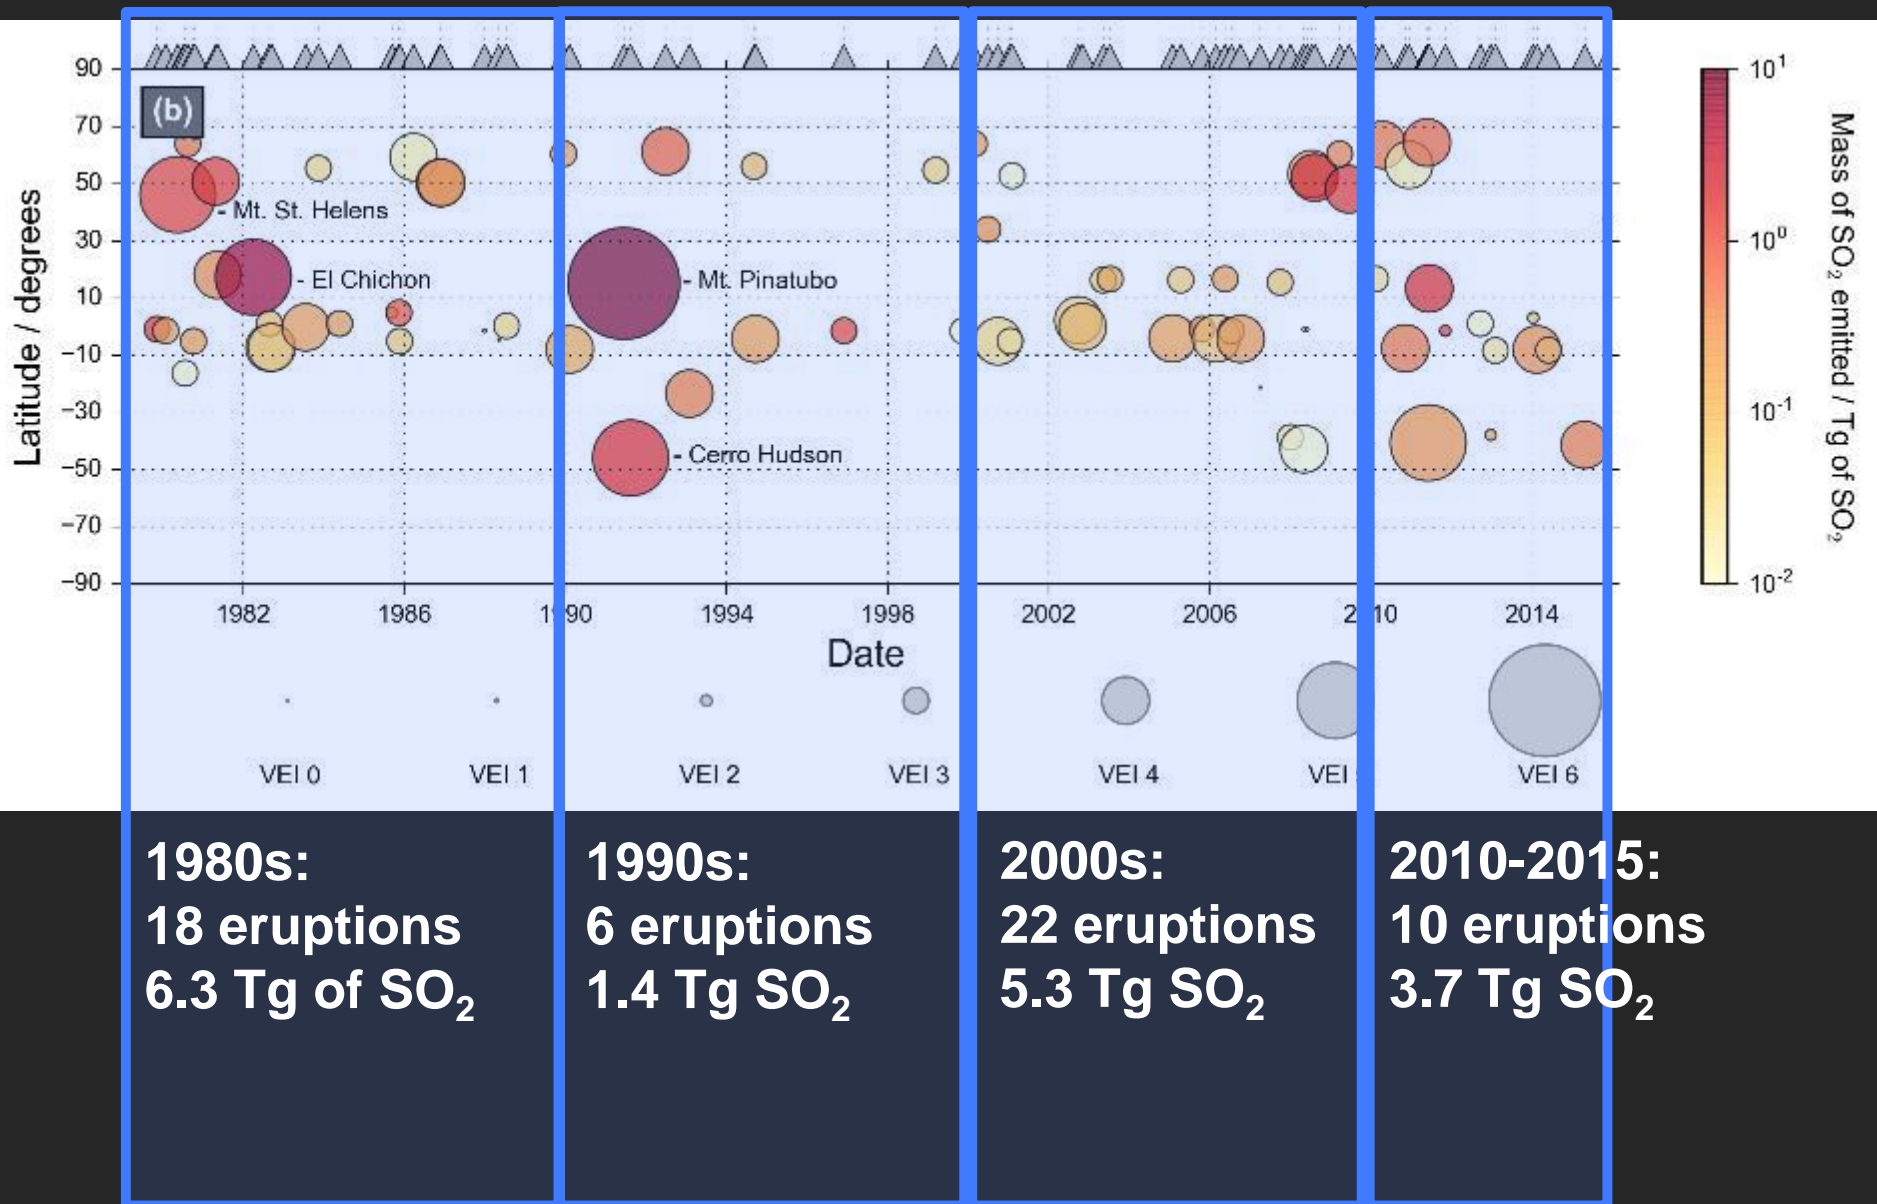 90
70
50
30
10
−10
−30
−50
−70
−90
Latitude / degrees
(b)
- Mt. St. Helens
- El Chichon
- Mt. Pinatubo
- Cerro Hudson
1982 1986 1990 1994 1998 2002 2006 2010 2014
Date
VEI 0 VEI 1 VEI 2 VEI 3 VEI 4 VEI 5 VEI 6
10¹
10⁰
10⁻¹
10⁻²
Mass of SO₂ emitted / Tg of SO₂
1980s:
18 eruptions
6.3 Tg of SO₂
1990s:
6 eruptions
1.4 Tg SO₂
2000s:
22 eruptions
5.3 Tg SO₂
2010-2015:
10 eruptions
3.7 Tg SO₂